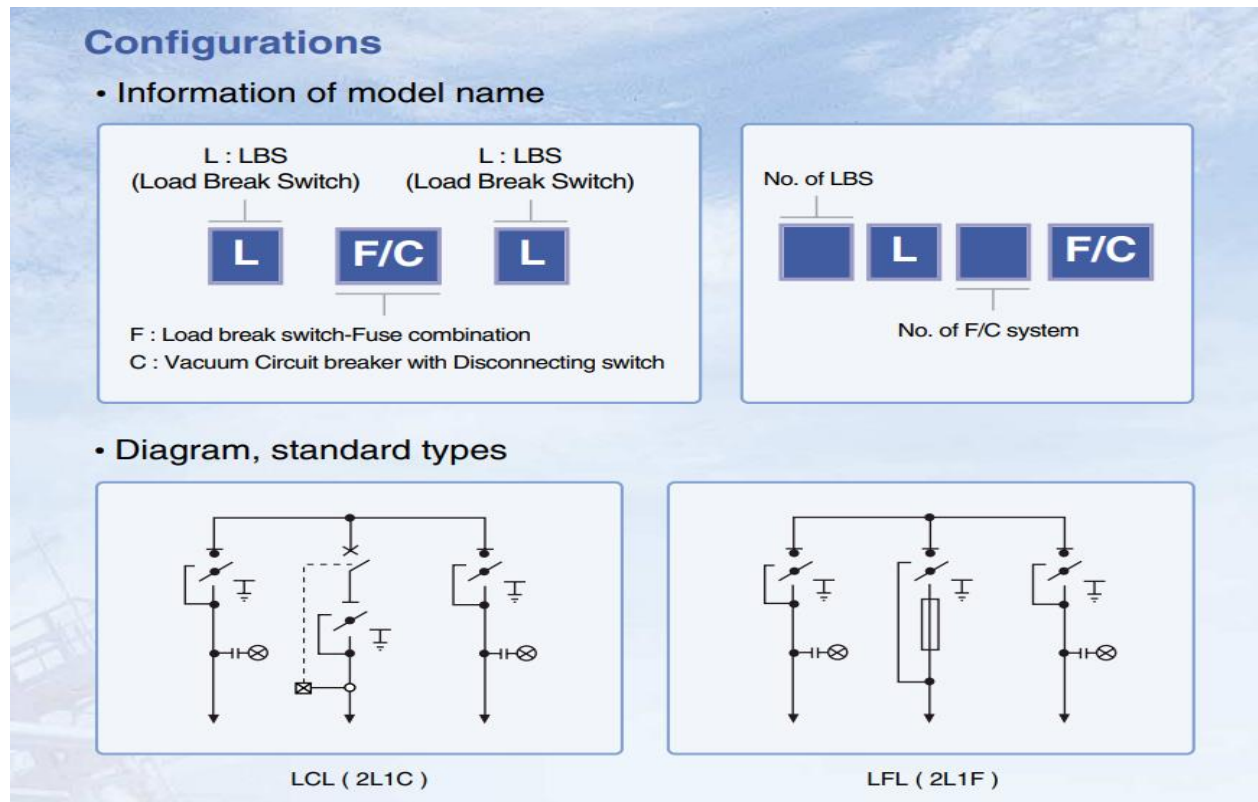 Configurations
• Information of model name
L : LBS
(Load Break Switch)
L : LBS
(Load Break Switch)
L
F/C
L
F : Load break switch-Fuse combination
C : Vacuum Circuit breaker with Disconnecting switch
No. of LBS
L
F/C
No. of F/C system
• Diagram, standard types
LCL ( 2L1C )
LFL ( 2L1F )